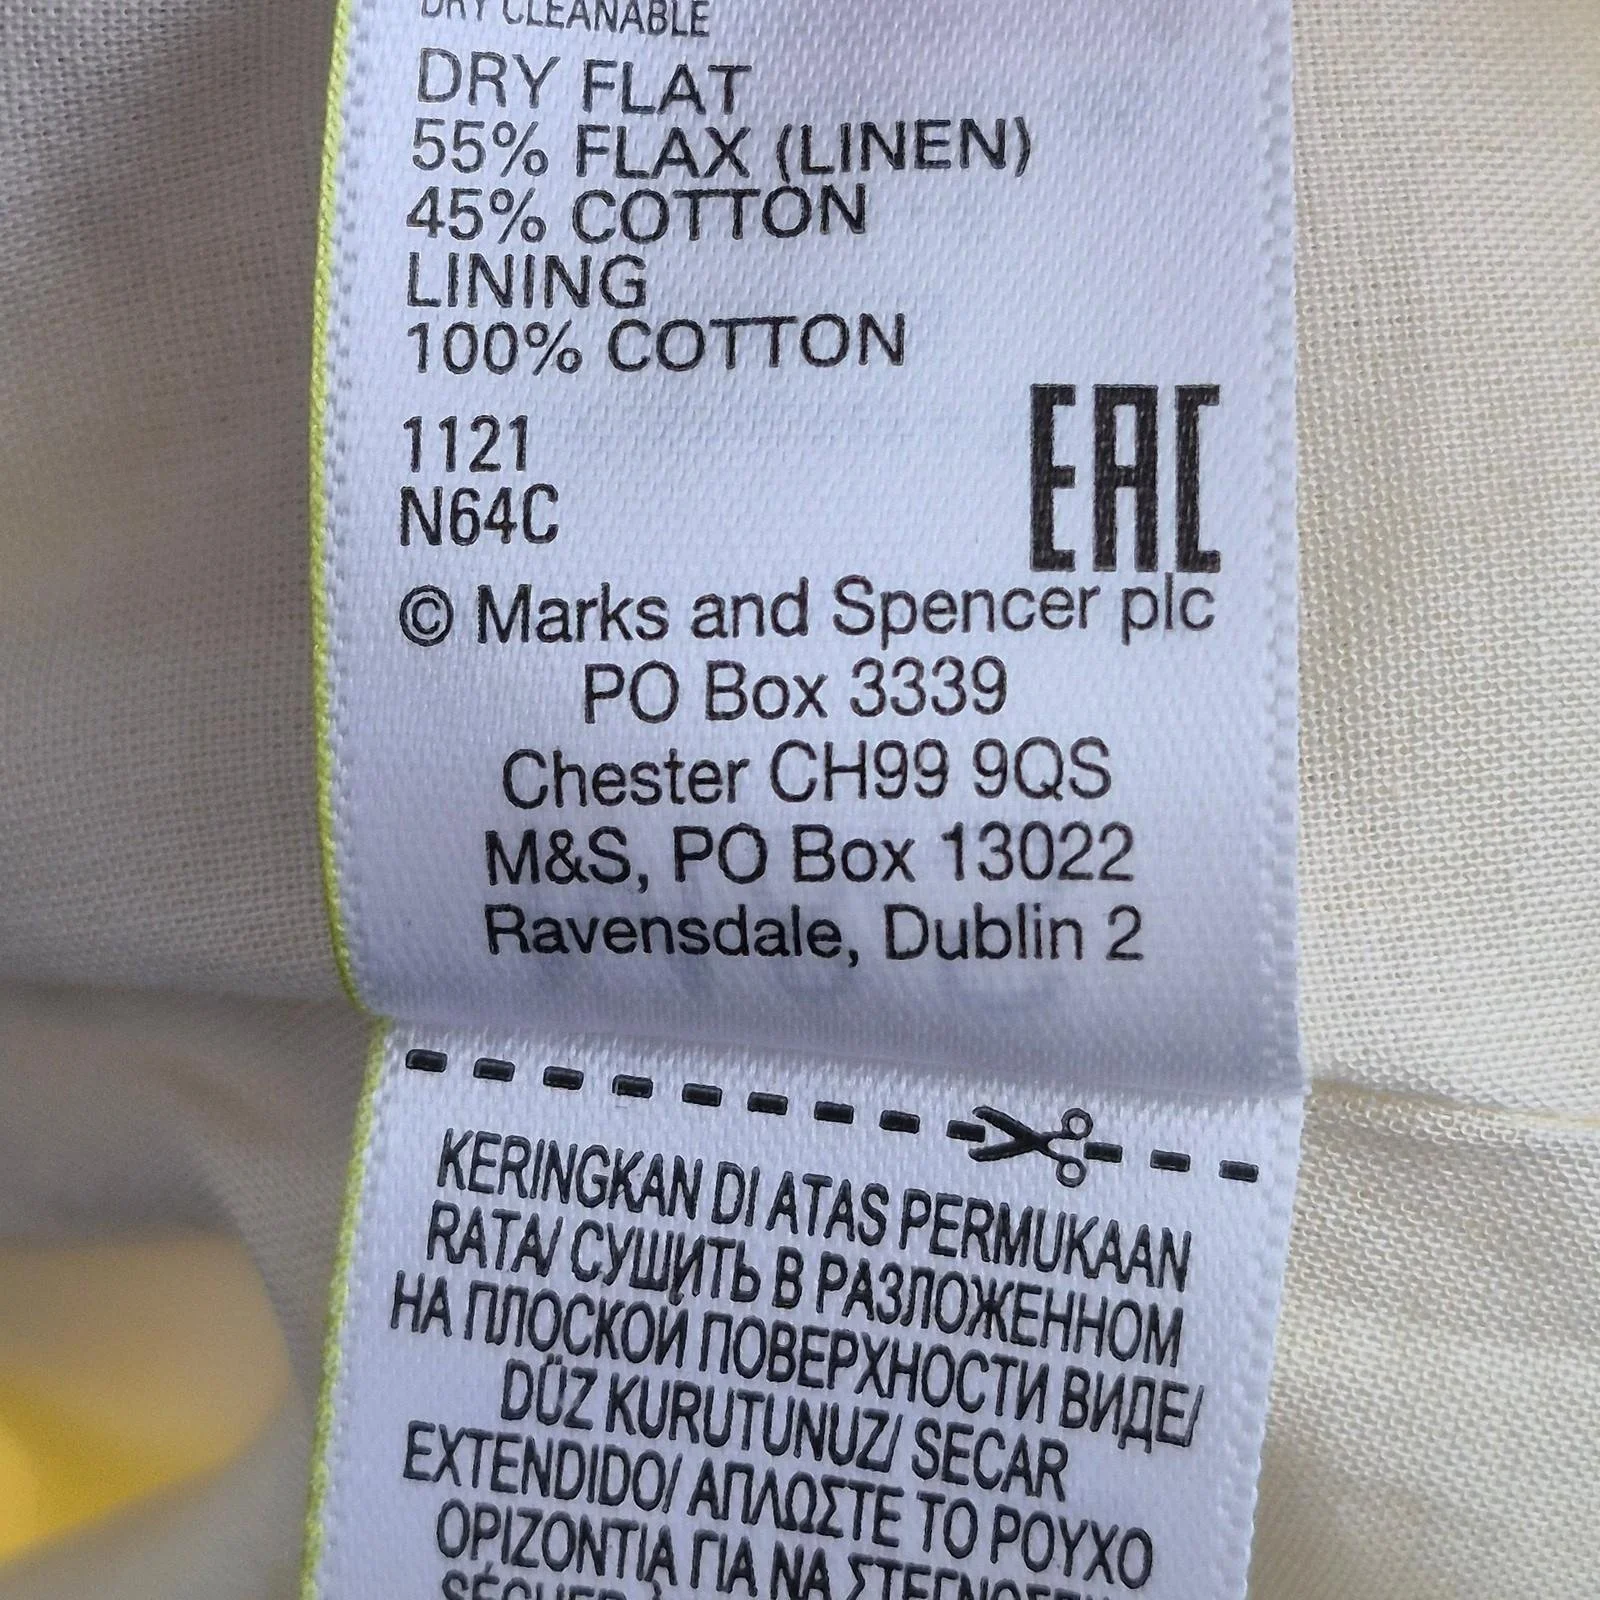 DRY CLEANABLE
DRY FLAT
55% FLAX (LINEN)
45% COTTON
LINING
100% COTTON
1121
N64C
EAC
© Marks and Spencer plc
PO Box 3339
Chester CH99 9QS
M&S, PO Box 13022
Ravensdale, Dublin 2
KERINGKAN DI ATAS PERMUKAAN
RATA/ СУШИТЬ В РАЗЛОЖЕННОМ
НА ПЛОСКОЙ ПОВЕРХНОСТИ ВИДЕ/
DÜZ KURUTUNUZ/ SECAR
EXTENDIDO/ ΑΠΛΩΣΤΕ ΤΟ ΡΟΥΧΟ
ΟΡΙΖΟΝΤΙΑ ΓΙΑ ΝΑ